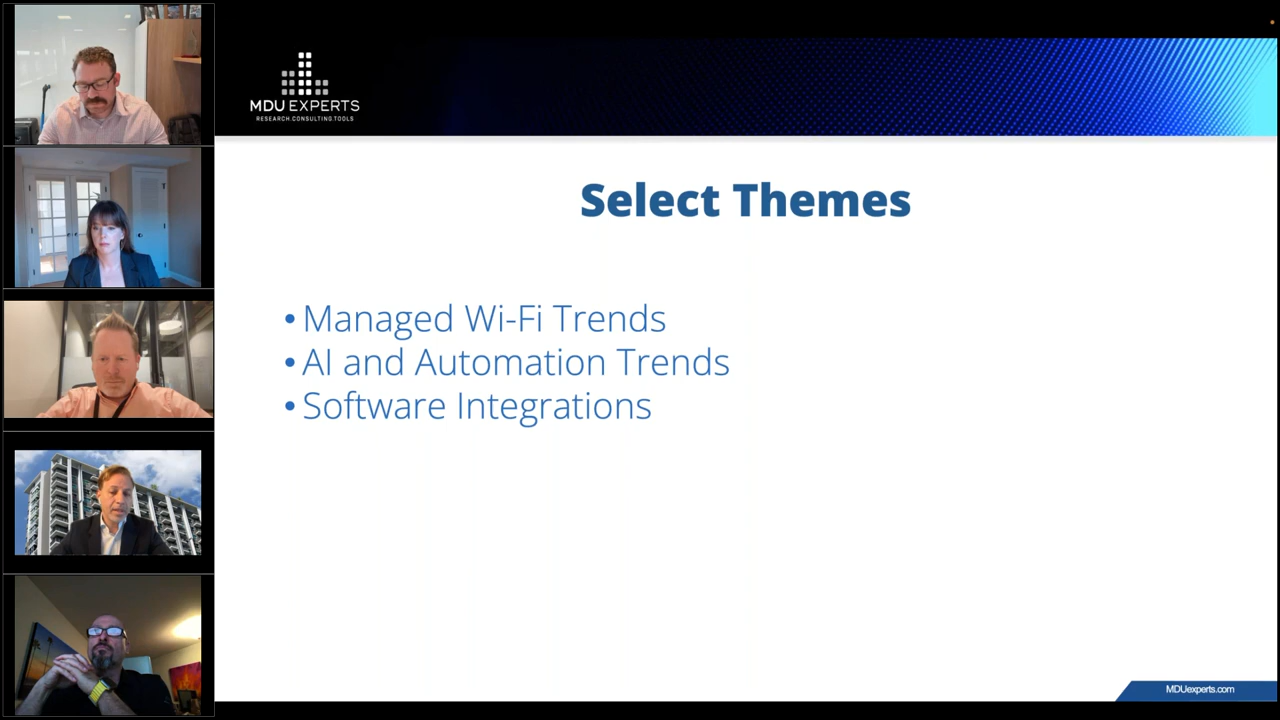 MDU EXPERTS
RESEARCH.CONSULTING.TOOLS
Select Themes
• Managed Wi-Fi Trends
• AI and Automation Trends
• Software Integrations
MDUexperts.com